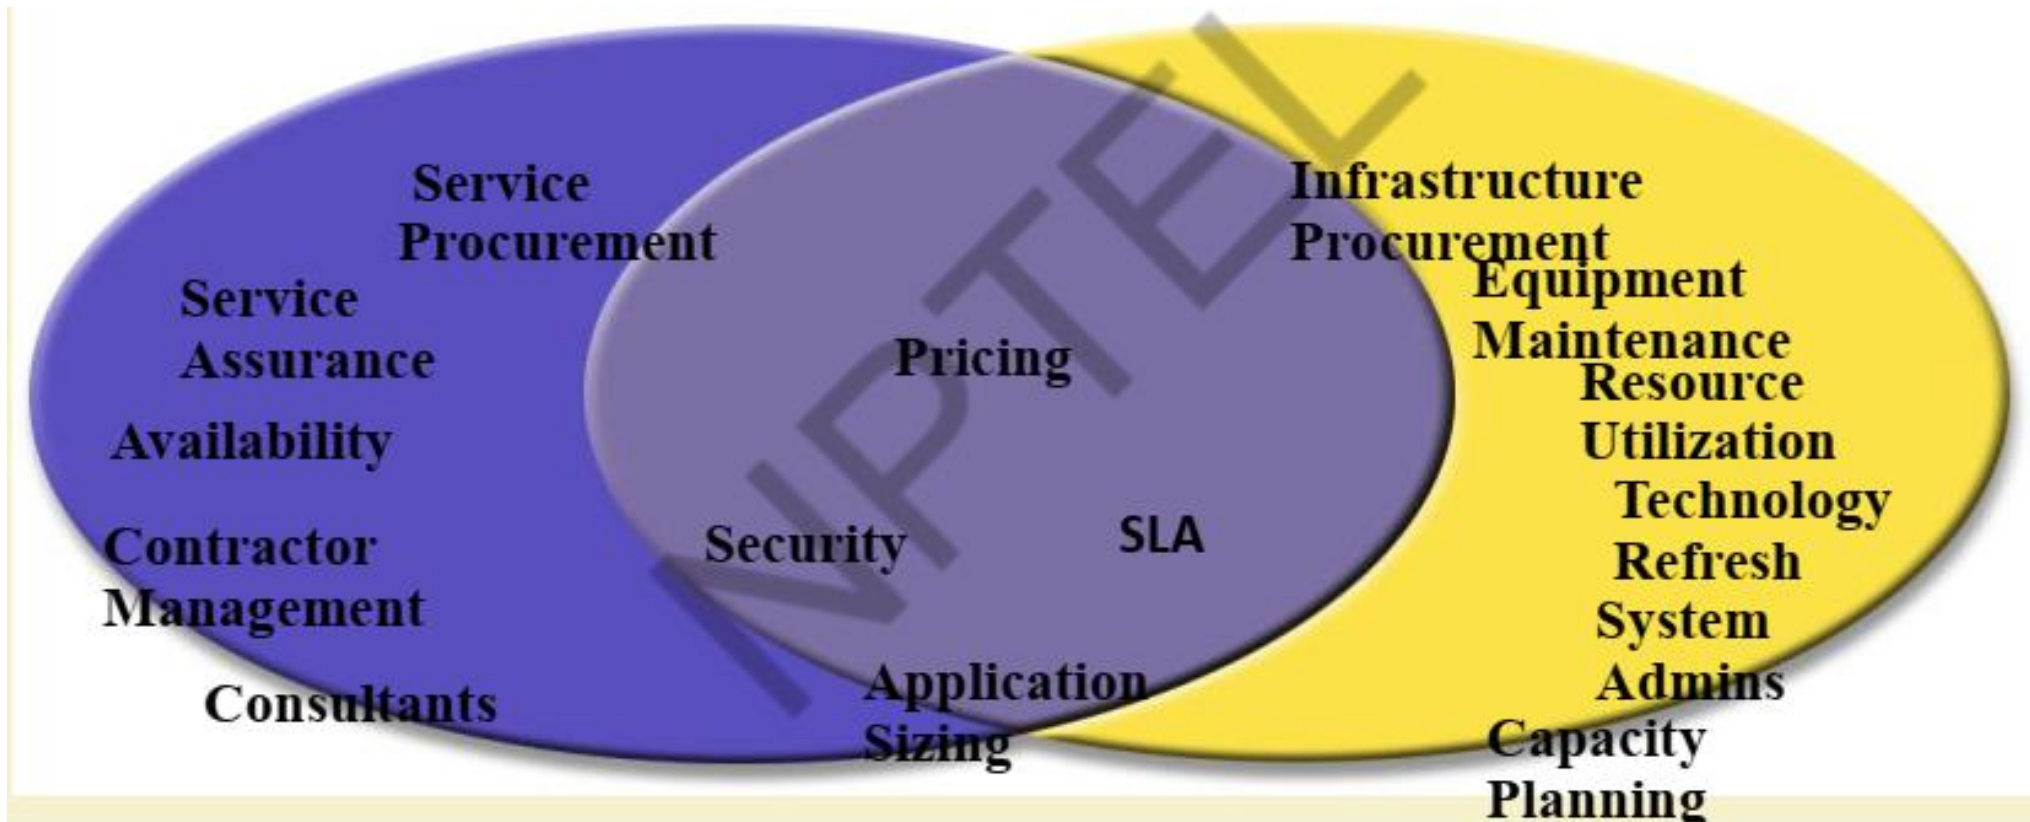 Service
Procurement
Service
Assurance
Availability
Contractor
Management
Consultants
Pricing
Security
SLA
Application
Sizing
Infrastructure
Procurement
Equipment
Maintenance
Resource
Utilization
Technology
Refresh
System
Admins
Capacity
Planning
NPTEL